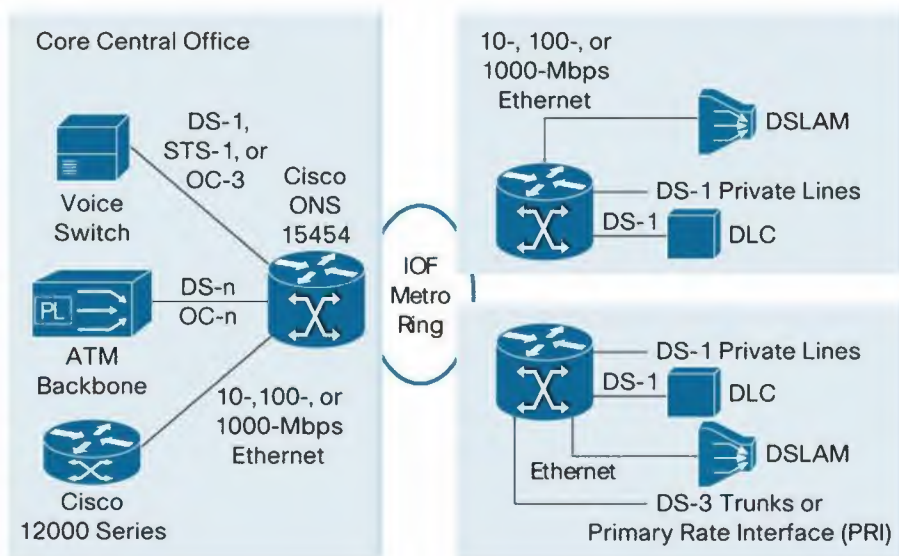 Core Central Office
DS-1,
STS-1, or
OC-3
Voice
Switch
Cisco
ONS
15454
PL
DS-n
OC-n
ATM
Backbone
10-,100-, or
1000-Mbps
Ethernet
Cisco
12000 Series
IOF
Metro
Ring
10-, 100-, or
1000-Mbps
Ethernet
DSLAM
DS-1 Private Lines
DS-1
DLC
DS-1 Private Lines
DS-1
DLC
Ethernet
DSLAM
DS-3 Trunks or
Primary Rate Interface (PRI)